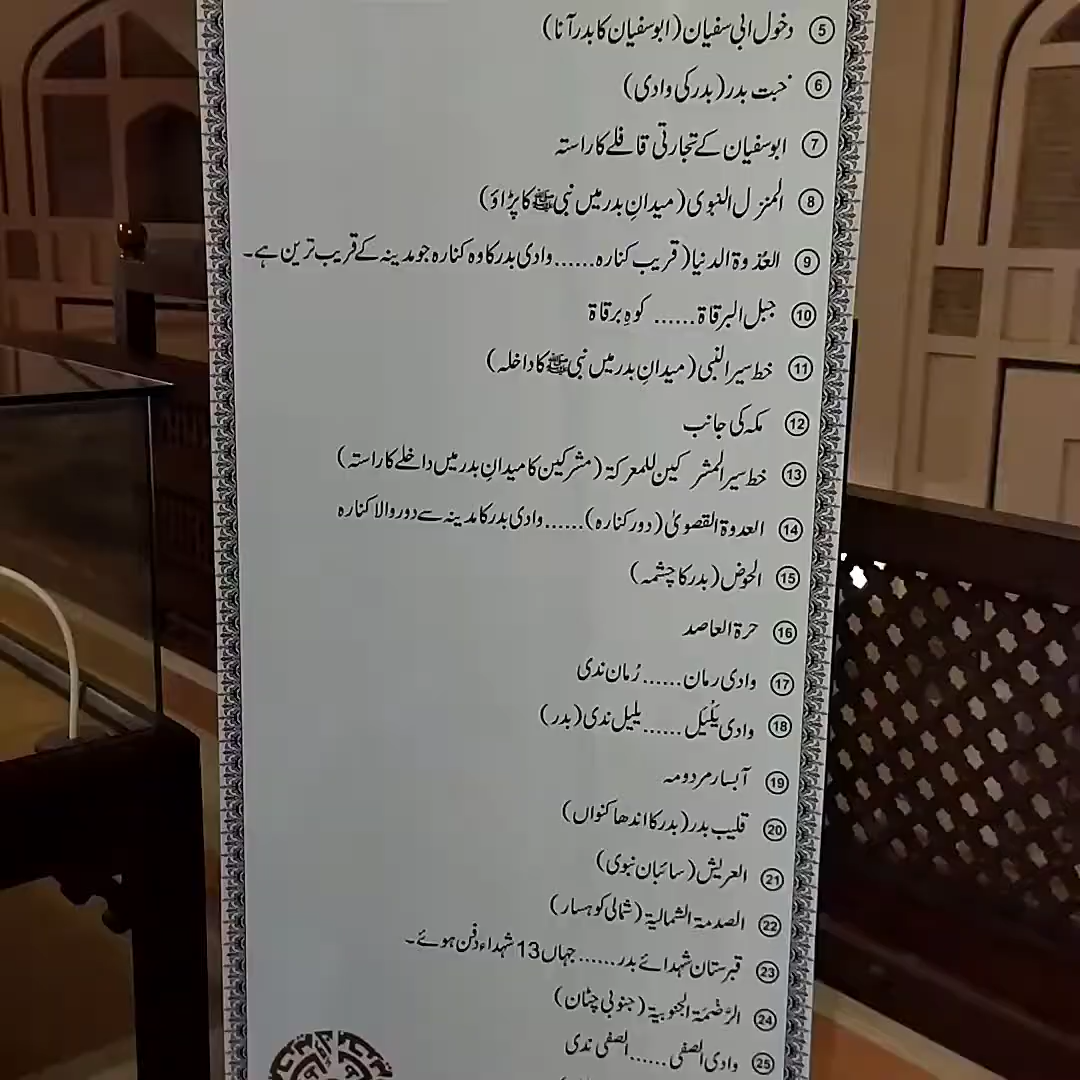 5 دخول ابی سفیان (ابوسفیان کا بدر آنا)
6 خبت بدر (بدر کی وادی)
7 ابوسفیان کے تجارتی قافلے کا راستہ
8 المنزل النبوی (میدانِ بدر میں نبی ﷺ کا پڑاؤ)
9 العُدوۃ الدنیا (قریب کنارہ......وادی بدر کا وہ کنارہ جو مدینہ کے قریب ترین ہے۔
10 جبل البرقاۃ...... کوہِ برقاۃ
11 خط سیر النبی (میدانِ بدر میں نبی ﷺ کا داخلہ)
12 مکہ کی جانب
13 خط سیر المشرکین للمعرکۃ (مشرکین کا میدانِ بدر میں داخلے کا راستہ)
14 العدوۃ القصویٰ (دور کنارہ)......وادی بدر کا مدینہ سے دور والا کنارہ
15 الحوض (بدر کا چشمہ)
16 حرۃ العاصد
17 وادی رمان......رُمان ندی
18 وادی یَلْیَل......یلیل ندی (بدر)
19 آبسار مردومہ
20 قلیب بدر (بدر کا اندھا کنواں)
21 العریش (سائبان نبوی)
22 الصدمۃ الشمالیۃ (شمالی کوہسار)
23 قبرستان شہدائے بدر......جہاں 13 شہداء دفن ہوئے۔
24 الرَّضْمَۃ الجنوبیۃ (جنوبی چٹان)
25 وادی الصفی......الصفی ندی